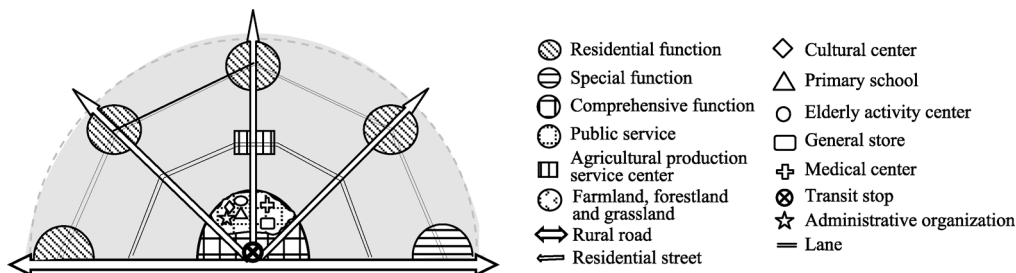 Residential function
Special function
Comprehensive function
Public service
Agricultural production
service center
Farmland, forestland
and grassland
Rural road
Residential street
Cultural center
Primary school
Elderly activity center
General store
Medical center
Transit stop
Administrative organization
Lane